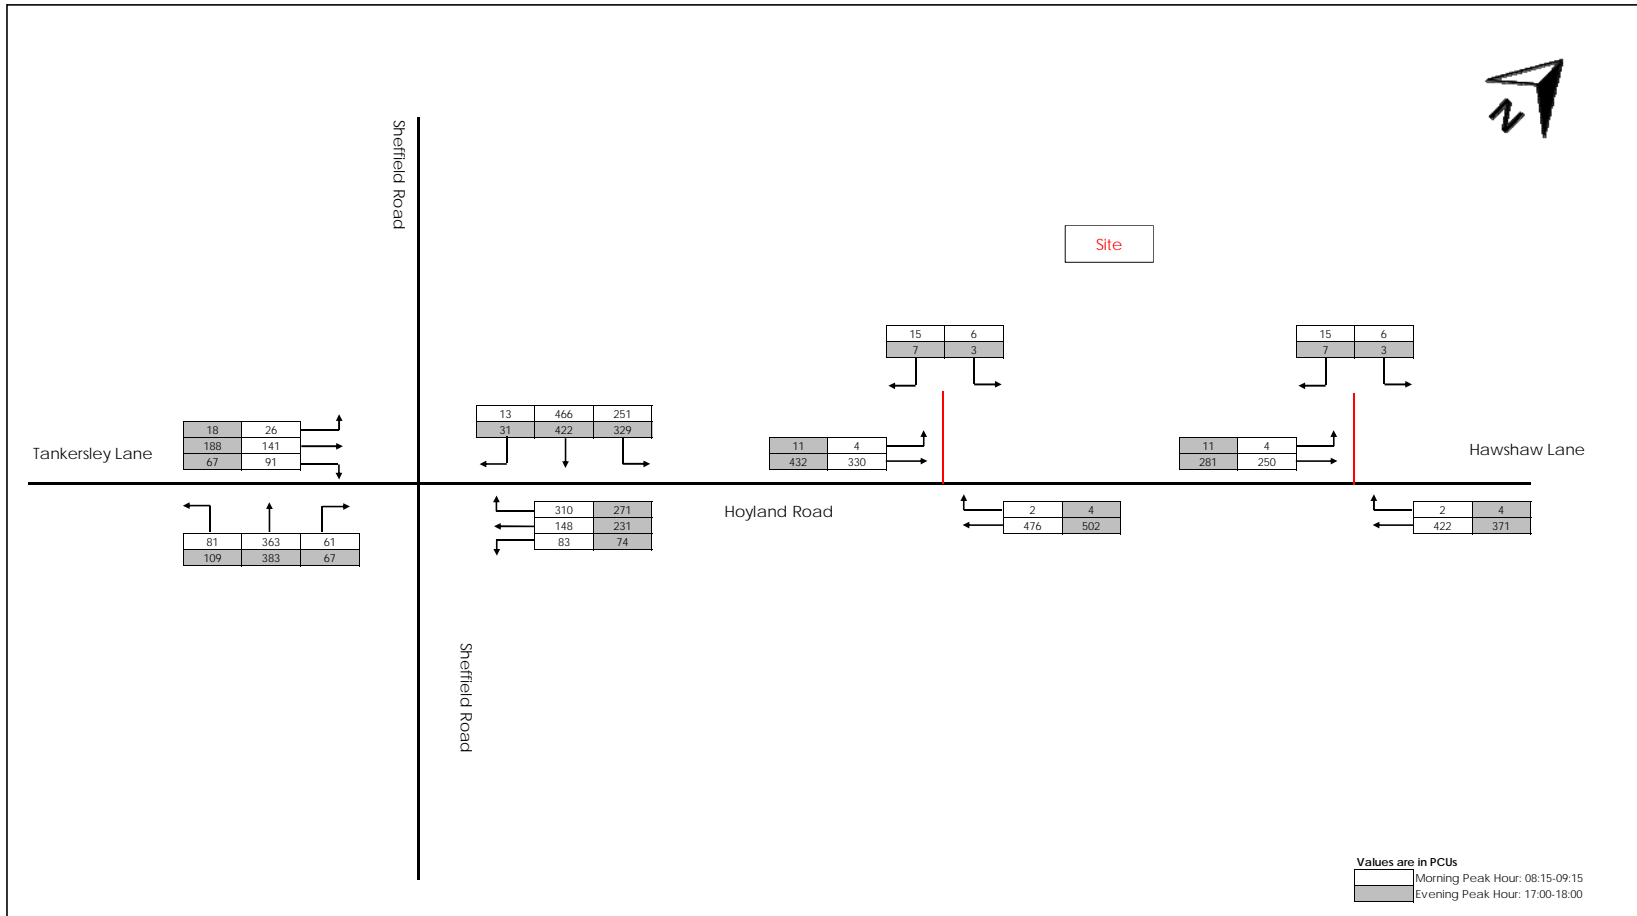 Sheffield Road
N
Site
15 6
7 3
15 6
7 3
13 466 251
31 422 329
18 26
188 141
67 91
Tankersley Lane
11 4
432 330
11 4
281 250
Hawshaw Lane
81 363 61
109 383 67
310 271
148 231
83 74
Hoyland Road
2 4
476 502
2 4
422 371
Sheffield Road
Values are in PCUs
Morning Peak Hour: 08:15-09:15
Evening Peak Hour: 17:00-18:00